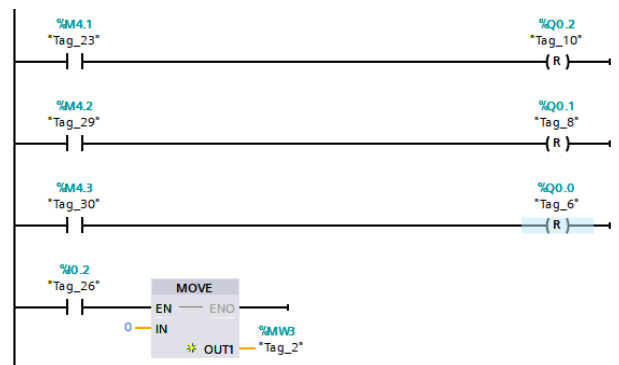 %M4.1 %Q0.2
"Tag_23" "Tag_10"
R
%M4.2 %Q0.1
"Tag_29" "Tag_8"
R
%M4.3 %Q0.0
"Tag_30" "Tag_6"
R
%I0.2
"Tag_26"
MOVE
EN ENO
0 IN
%MW3
OUT1 "Tag_2"